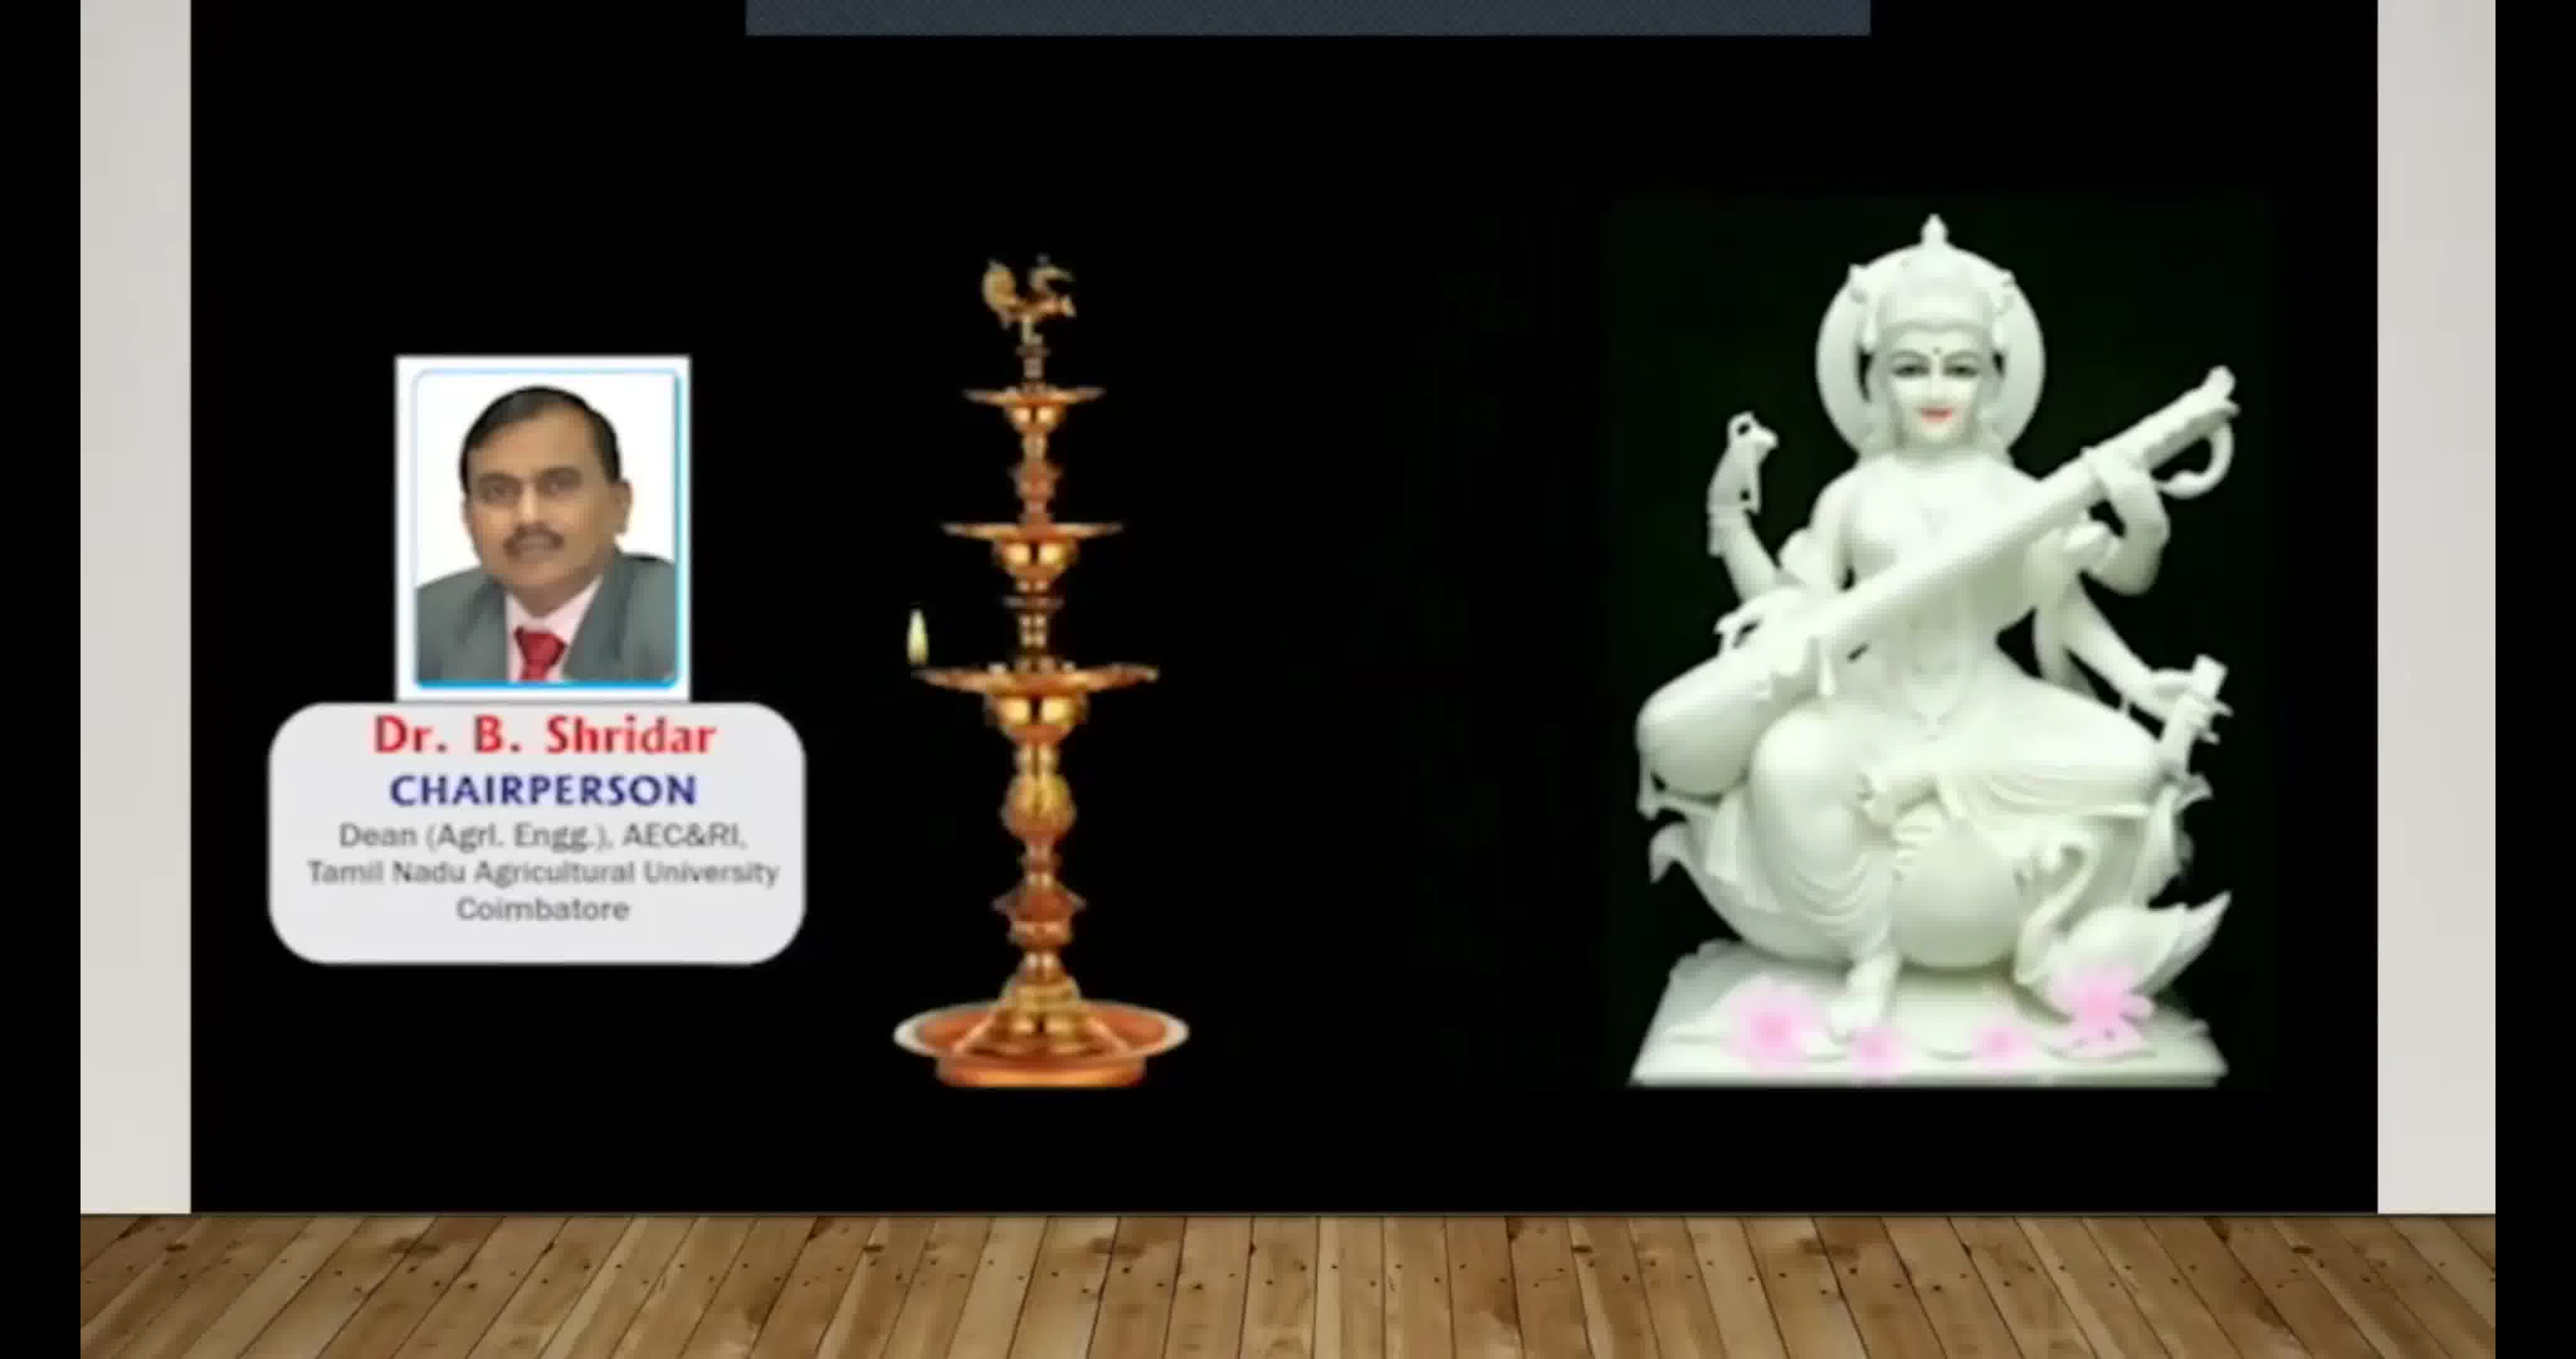 Dr. B. Shridar
CHAIRPERSON
Dean (Agrl. Engg.), AEC&RI,
Tamil Nadu Agricultural University
Coimbatore